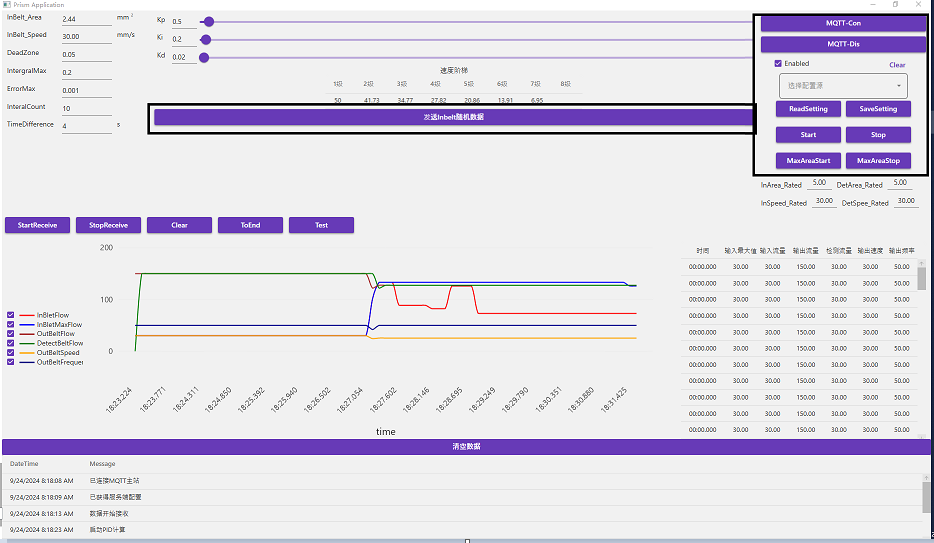 Prism Application
InBelt_Area 2.44 mm 2
InBelt_Speed 30.00 mm/s
DeadZone 0.05
IntergralMax 0.2
ErrorMax 0.001
InteralCount 10
TimeDifference 4 s
Kp 0.5
Ki 0.2
Kd 0.02
速度阶梯
1段 2段 3段 4段 5段 6段 7段 8段
50 41.73 34.77 27.82 20.86 13.91 6.95
发送Inbelt随机数据
MQTT-Con
MQTT-Dis
Enabled Clear
选择配置源
ReadSetting SaveSetting
Start Stop
MaxAreaStart MaxAreaStop
InArea_Rated 5.00 DetArea_Rated 5.00
InSpeed_Rated 30.00 DetSpee_Rated 30.00
StartReceive StopReceive Clear ToEnd Test
200
100
0
InBletFlow
InBletMaxFlow
OutBeltFlow
DetectBeltFlow
OutBeltSpeed
OutBeltFrequer
18:23.224 18:23.771 18:24.311 18:24.850 18:25.392 18:25.940 18:26.502 18:27.054 18:27.602 18:28.146 18:28.695 18:29.249 18:29.790 18:30.351 18:30.880 18:31.425
time
时间 输入最大值 输入流量 输出流量 检测流量 输出速度 输出频率
00:00.000 30.00 30.00 150.00 30.00 30.00 50.00
00:00.000 30.00 30.00 150.00 30.00 30.00 50.00
00:00.000 30.00 30.00 150.00 30.00 30.00 50.00
00:00.000 30.00 30.00 150.00 30.00 30.00 50.00
00:00.000 30.00 30.00 150.00 30.00 30.00 50.00
00:00.000 30.00 30.00 150.00 30.00 30.00 50.00
00:00.000 30.00 30.00 150.00 30.00 30.00 50.00
00:00.000 30.00 30.00 150.00 30.00 30.00 50.00
00:00.000 30.00 30.00 150.00 30.00 30.00 50.00
00:00.000 30.00 30.00 150.00 30.00 30.00 50.00
00:00.000 30.00 30.00 150.00 30.00 30.00 50.00
清空数据
DateTime Message
9/24/2024 8:18:08 AM 已连接MQTT主站
9/24/2024 8:18:09 AM 已获得服务端配置
9/24/2024 8:18:13 AM 数据开始接收
9/24/2024 8:18:23 AM 启动PID计算